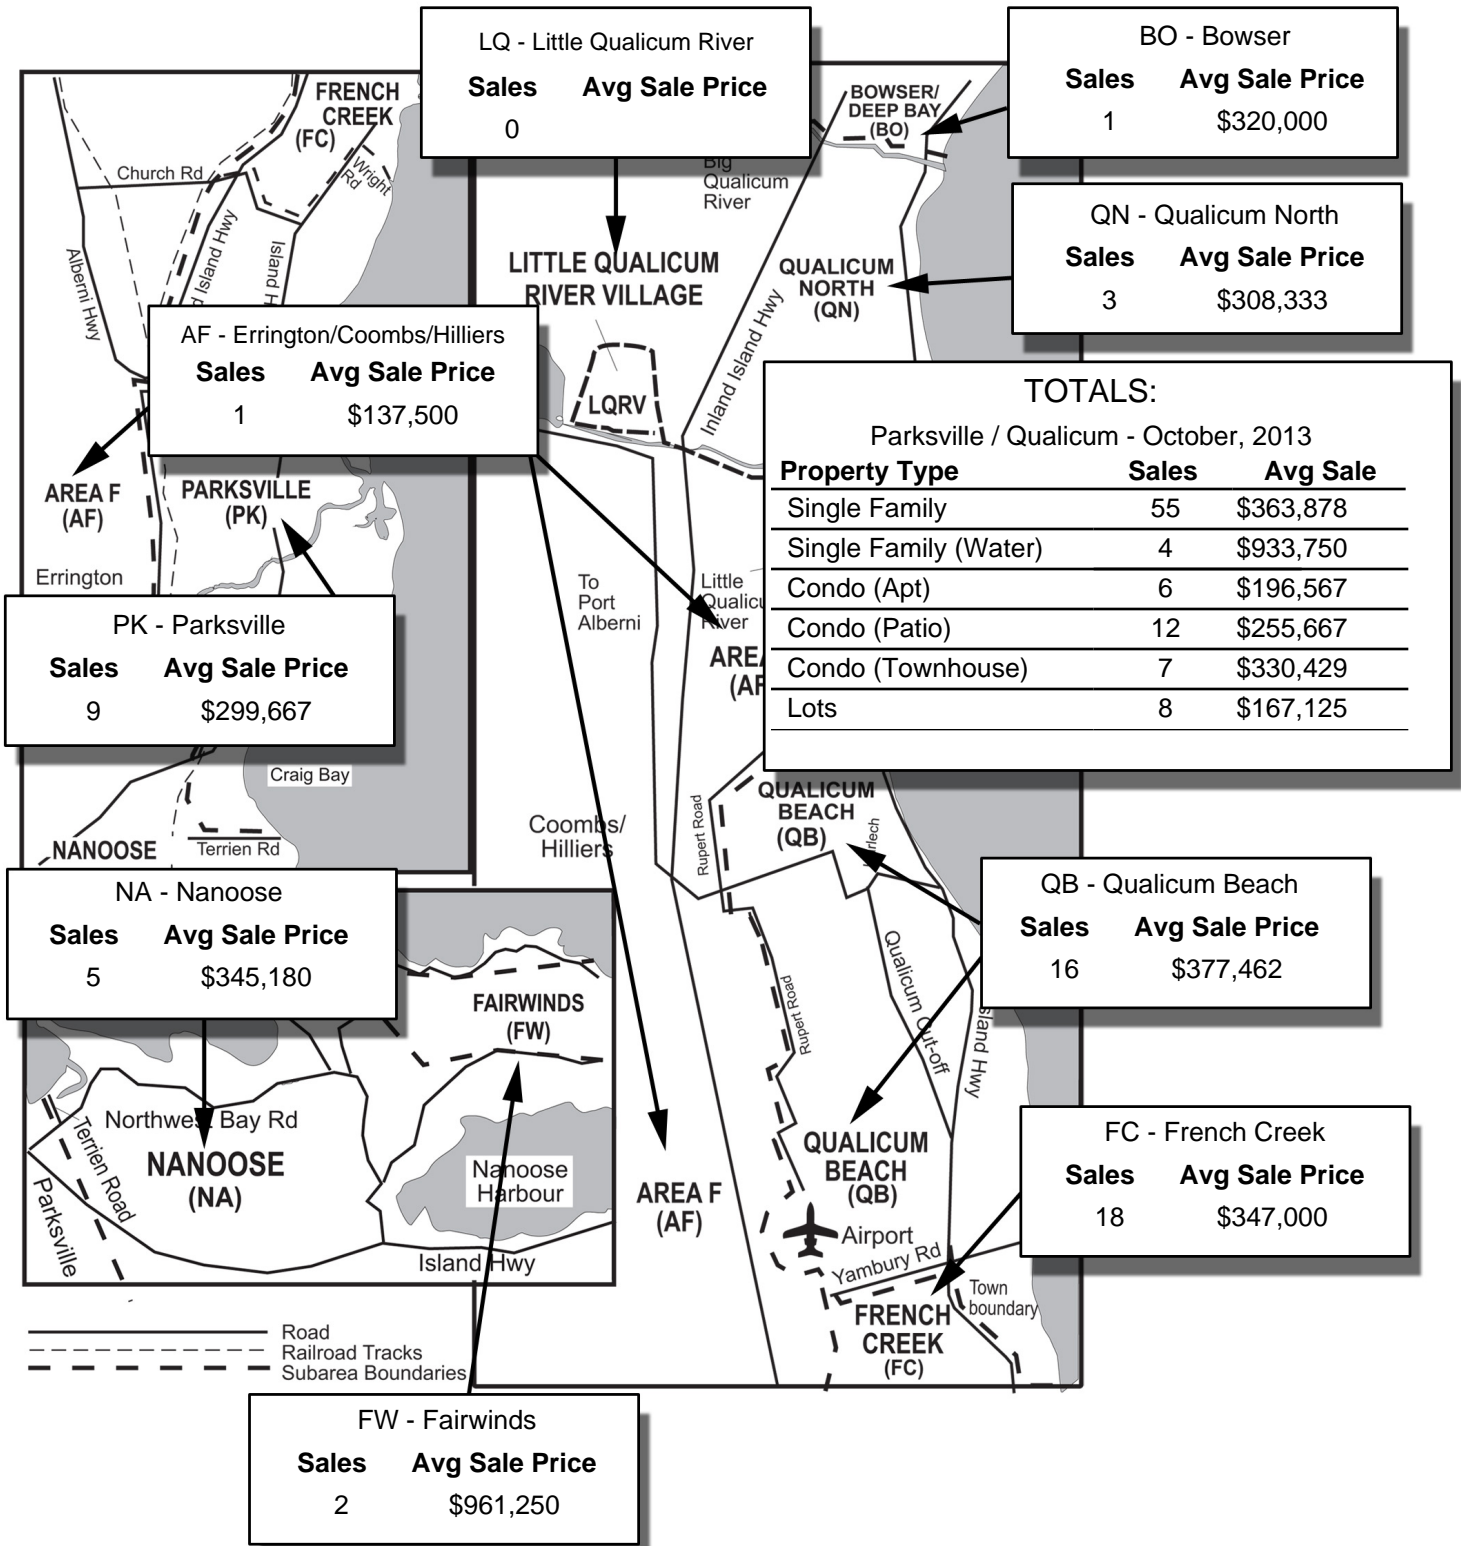 LQ - Little Qualicum River
Sales Avg Sale Price
0
BO - Bowser
Sales Avg Sale Price
1 $320,000
FRENCH
CREEK
(FC)
BOWSER/
DEEP BAY
(BO)
Church Rd
Wright
Rd
Big
Qualicum
River
QN - Qualicum North
Sales Avg Sale Price
3 $308,333
Alberni Hwy
d Island Hwy
Island H
LITTLE QUALICUM
RIVER VILLAGE
QUALICUM
NORTH
(QN)
Inland Island Hwy
AF - Errington/Coombs/Hilliers
Sales Avg Sale Price
1 $137,500
LQRV
TOTALS:
Parksville / Qualicum - October, 2013
Property Type Sales Avg Sale
Single Family 55 $363,878
Single Family (Water) 4 $933,750
Condo (Apt) 6 $196,567
Condo (Patio) 12 $255,667
Condo (Townhouse) 7 $330,429
Lots 8 $167,125
AREA F
(AF)
PARKSVILLE
(PK)
Errington
To
Port
Alberni
Little
Qualicu
River
AREA
(AF
PK - Parksville
Sales Avg Sale Price
9 $299,667
Craig Bay
NANOOSE
Terrien Rd
Coombs/
Hilliers
Rupert Road
QUALICUM
BEACH
(QB)
rlech
NA - Nanoose
Sales Avg Sale Price
5 $345,180
QB - Qualicum Beach
Sales Avg Sale Price
16 $377,462
Qualicum Cut-off
sland Hwy
Rupert Road
FAIRWINDS
(FW)
Northwest Bay Rd
Terrien Road
Parksville
NANOOSE
(NA)
Nanoose
Harbour
Island Hwy
AREA F
(AF)
QUALICUM
BEACH
(QB)
Airport
Yambury Rd
FC - French Creek
Sales Avg Sale Price
18 $347,000
Town
boundary
FRENCH
CREEK
(FC)
Road
Railroad Tracks
Subarea Boundaries
FW - Fairwinds
Sales Avg Sale Price
2 $961,250